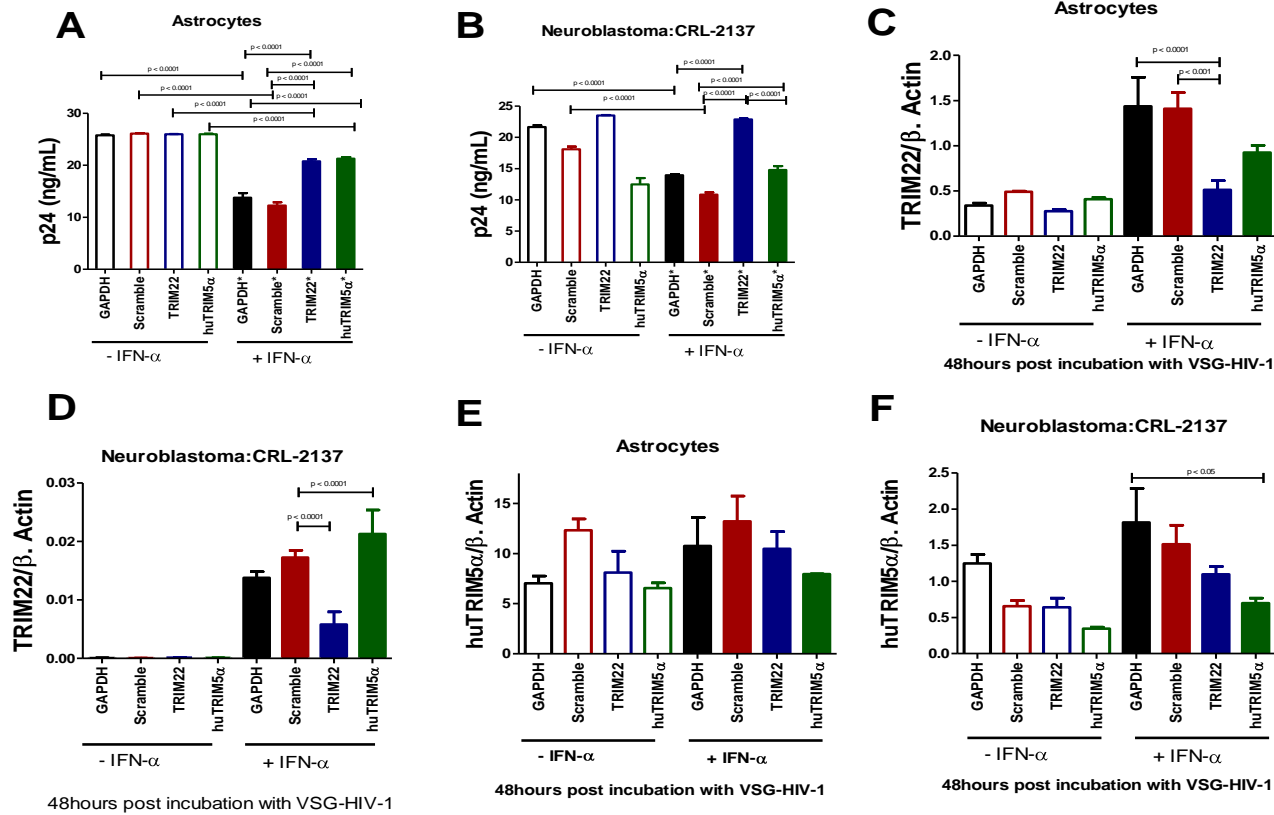 A
Astrocytes
p < 0.0001
p < 0.0001
p < 0.0001
p < 0.0001
p < 0.0001
p < 0.0001
p < 0.0001
p < 0.0001
p24 (ng/mL)
30
20
10
0
GAPDH
Scramble
TRIM22
huTRIM5α
GAPDH*
Scramble*
TRIM22*
huTRIM5α*
- IFN-α
+ IFN-α
B
Neuroblastoma:CRL-2137
p < 0.0001
p < 0.0001
p < 0.0001
p < 0.0001
p < 0.0001
p < 0.0001
p24 (ng/mL)
25
20
15
10
5
0
GAPDH
Scramble
TRIM22
huTRIM5α
GAPDH*
Scramble*
TRIM22*
huTRIM5α*
- IFN-α
+ IFN-α
C
Astrocytes
p < 0.0001
p < 0.001
TRIM22/β. Actin
2.0
1.5
1.0
0.5
0.0
GAPDH
Scramble
TRIM22
huTRIM5α
GAPDH
Scramble
TRIM22
huTRIM5α
- IFN-α
+ IFN-α
48hours post incubation with VSG-HIV-1
D
Neuroblastoma:CRL-2137
p < 0.0001
p < 0.0001
TRIM22/β. Actin
0.03
0.02
0.01
0.00
GAPDH
Scramble
TRIM22
huTRIM5α
GAPDH
Scramble
TRIM22
huTRIM5α
- IFN-α
+ IFN-α
48hours post incubation with VSG-HIV-1
E
Astrocytes
huTRIM5α/β. Actin
15
10
5
0
GAPDH
Scramble
TRIM22
huTRIM5α
GAPDH
Scramble
TRIM22
huTRIM5α
- IFN-α
+ IFN-α
48hours post incubation with VSG-HIV-1
F
Neuroblastoma:CRL-2137
p < 0.05
huTRIM5α/β. Actin
2.5
2.0
1.5
1.0
0.5
0.0
GAPDH
Scramble
TRIM22
huTRIM5α
GAPDH
Scramble
TRIM22
huTRIM5α
- IFN-α
+ IFN-α
48hours post incubation with VSG-HIV-1